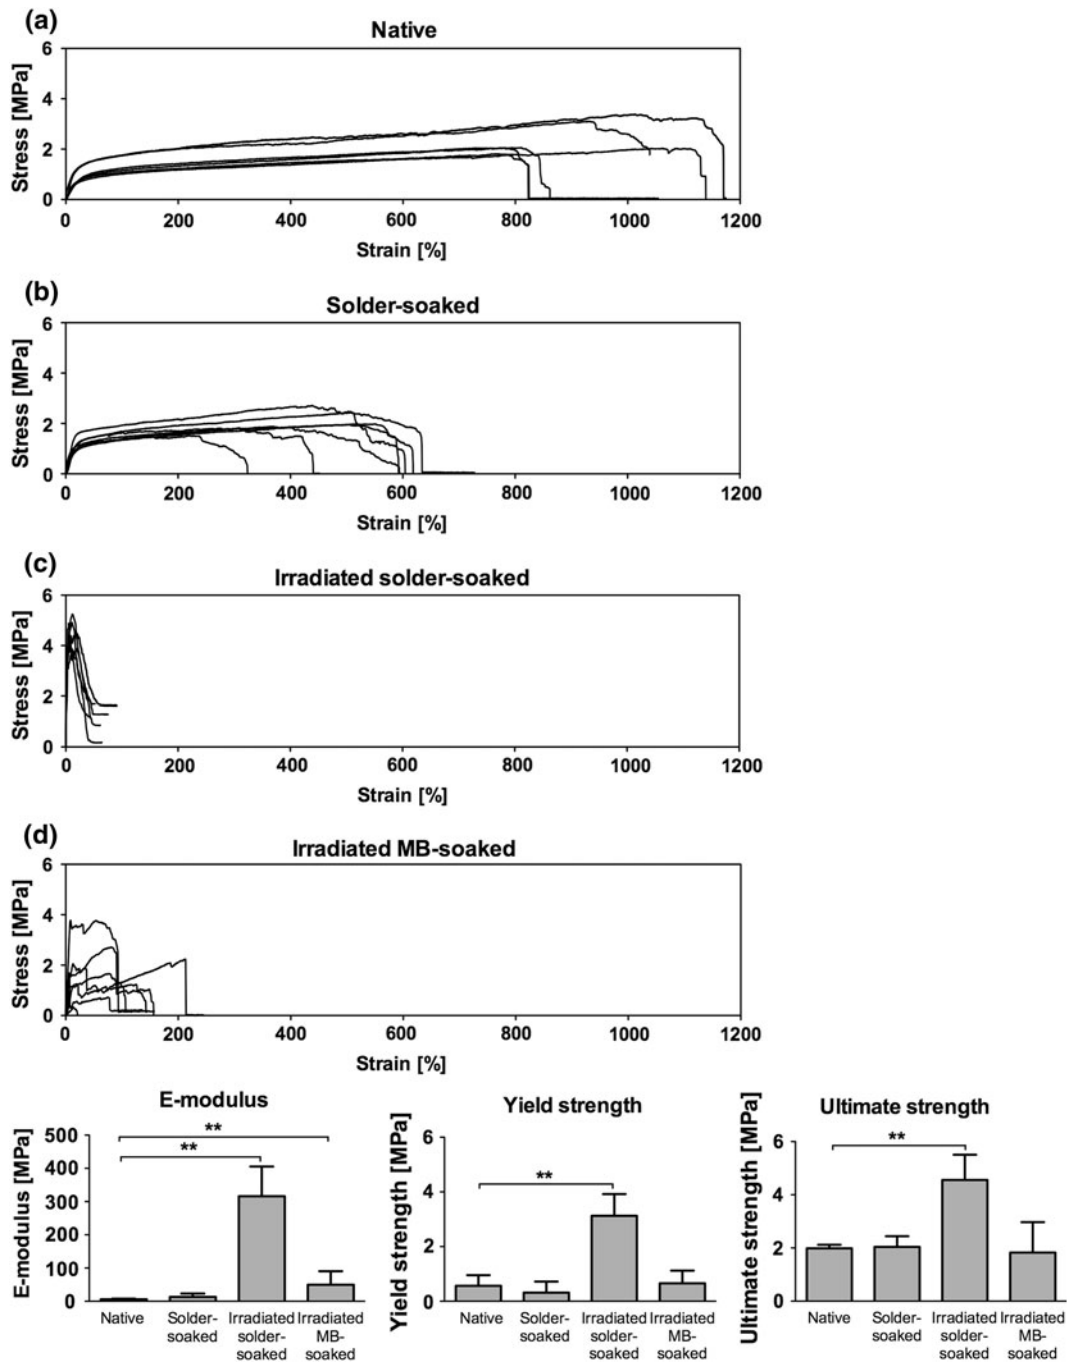 (a)
Native
Stress [MPa]
6
4
2
0
0 200 400 600 800 1000 1200
Strain [%]
(b)
Solder-soaked
Stress [MPa]
6
4
2
0
0 200 400 600 800 1000 1200
Strain [%]
(c)
Irradiated solder-soaked
Stress [MPa]
6
4
2
0
0 200 400 600 800 1000 1200
Strain [%]
(d)
Irradiated MB-soaked
Stress [MPa]
6
4
2
0
0 200 400 600 800 1000 1200
Strain [%]
E-modulus
E-modulus [MPa]
500
400
300
200
100
0
**
**
Native
Solder-
soaked
Irradiated
solder-
soaked
Irradiated
MB-
soaked
Yield strength
Yield strength [MPa]
6
4
2
0
**
Native
Solder-
soaked
Irradiated
solder-
soaked
Irradiated
MB-
soaked
Ultimate strength
Ultimate strength [MPa]
6
4
2
0
**
Native
Solder-
soaked
Irradiated
solder-
soaked
Irradiated
MB-
soaked